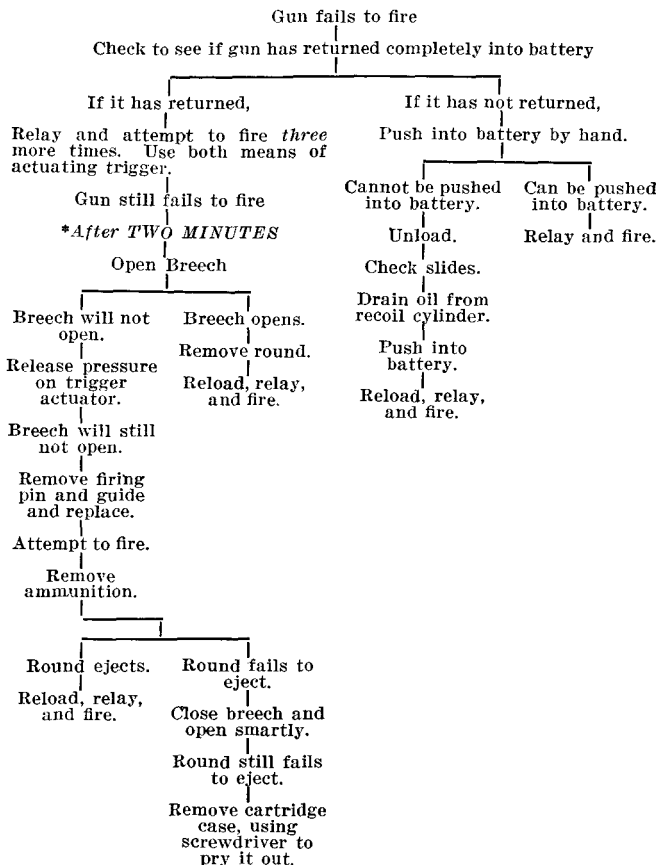 Gun fails to fire
Check to see if gun has returned completely into battery
If it has returned,
Relay and attempt to fire three
more times. Use both means of
actuating trigger.
Gun still fails to fire
*After TWO MINUTES
Open Breech
Breech will not
open.
Release pressure
on trigger
actuator.
Breech will still
not open.
Remove firing
pin and guide
and replace.
Attempt to fire.
Remove
ammunition.
Round ejects.
Reload, relay,
and fire.
Round fails to
eject.
Close breech and
open smartly.
Round still fails
to eject.
Remove cartridge
case, using
screwdriver to
pry it out.
Breech opens.
Remove round.
Reload, relay,
and fire.
If it has not returned,
Push into battery by hand.
Cannot be pushed
into battery.
Unload.
Check slides.
Drain oil from
recoil cylinder.
Push into
battery.
Reload, relay,
and fire.
Can be pushed
into battery.
Relay and fire.